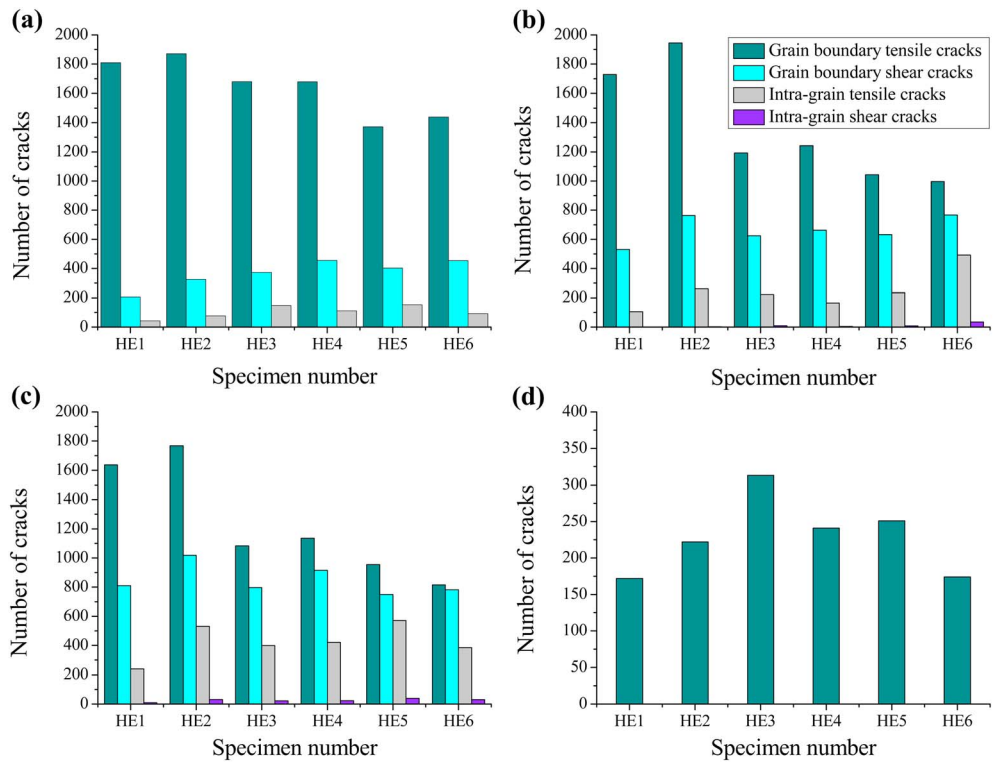 (a)
2000
1800
1600
1400
1200
1000
800
600
400
200
0
Number of cracks
HE1 HE2 HE3 HE4 HE5 HE6
Specimen number
(b)
2000
1800
1600
1400
1200
1000
800
600
400
200
0
Number of cracks
Grain boundary tensile cracks
Grain boundary shear cracks
Intra-grain tensile cracks
Intra-grain shear cracks
HE1 HE2 HE3 HE4 HE5 HE6
Specimen number
(c)
2000
1800
1600
1400
1200
1000
800
600
400
200
0
Number of cracks
HE1 HE2 HE3 HE4 HE5 HE6
Specimen number
(d)
400
350
300
250
200
150
100
50
0
Number of cracks
HE1 HE2 HE3 HE4 HE5 HE6
Specimen number